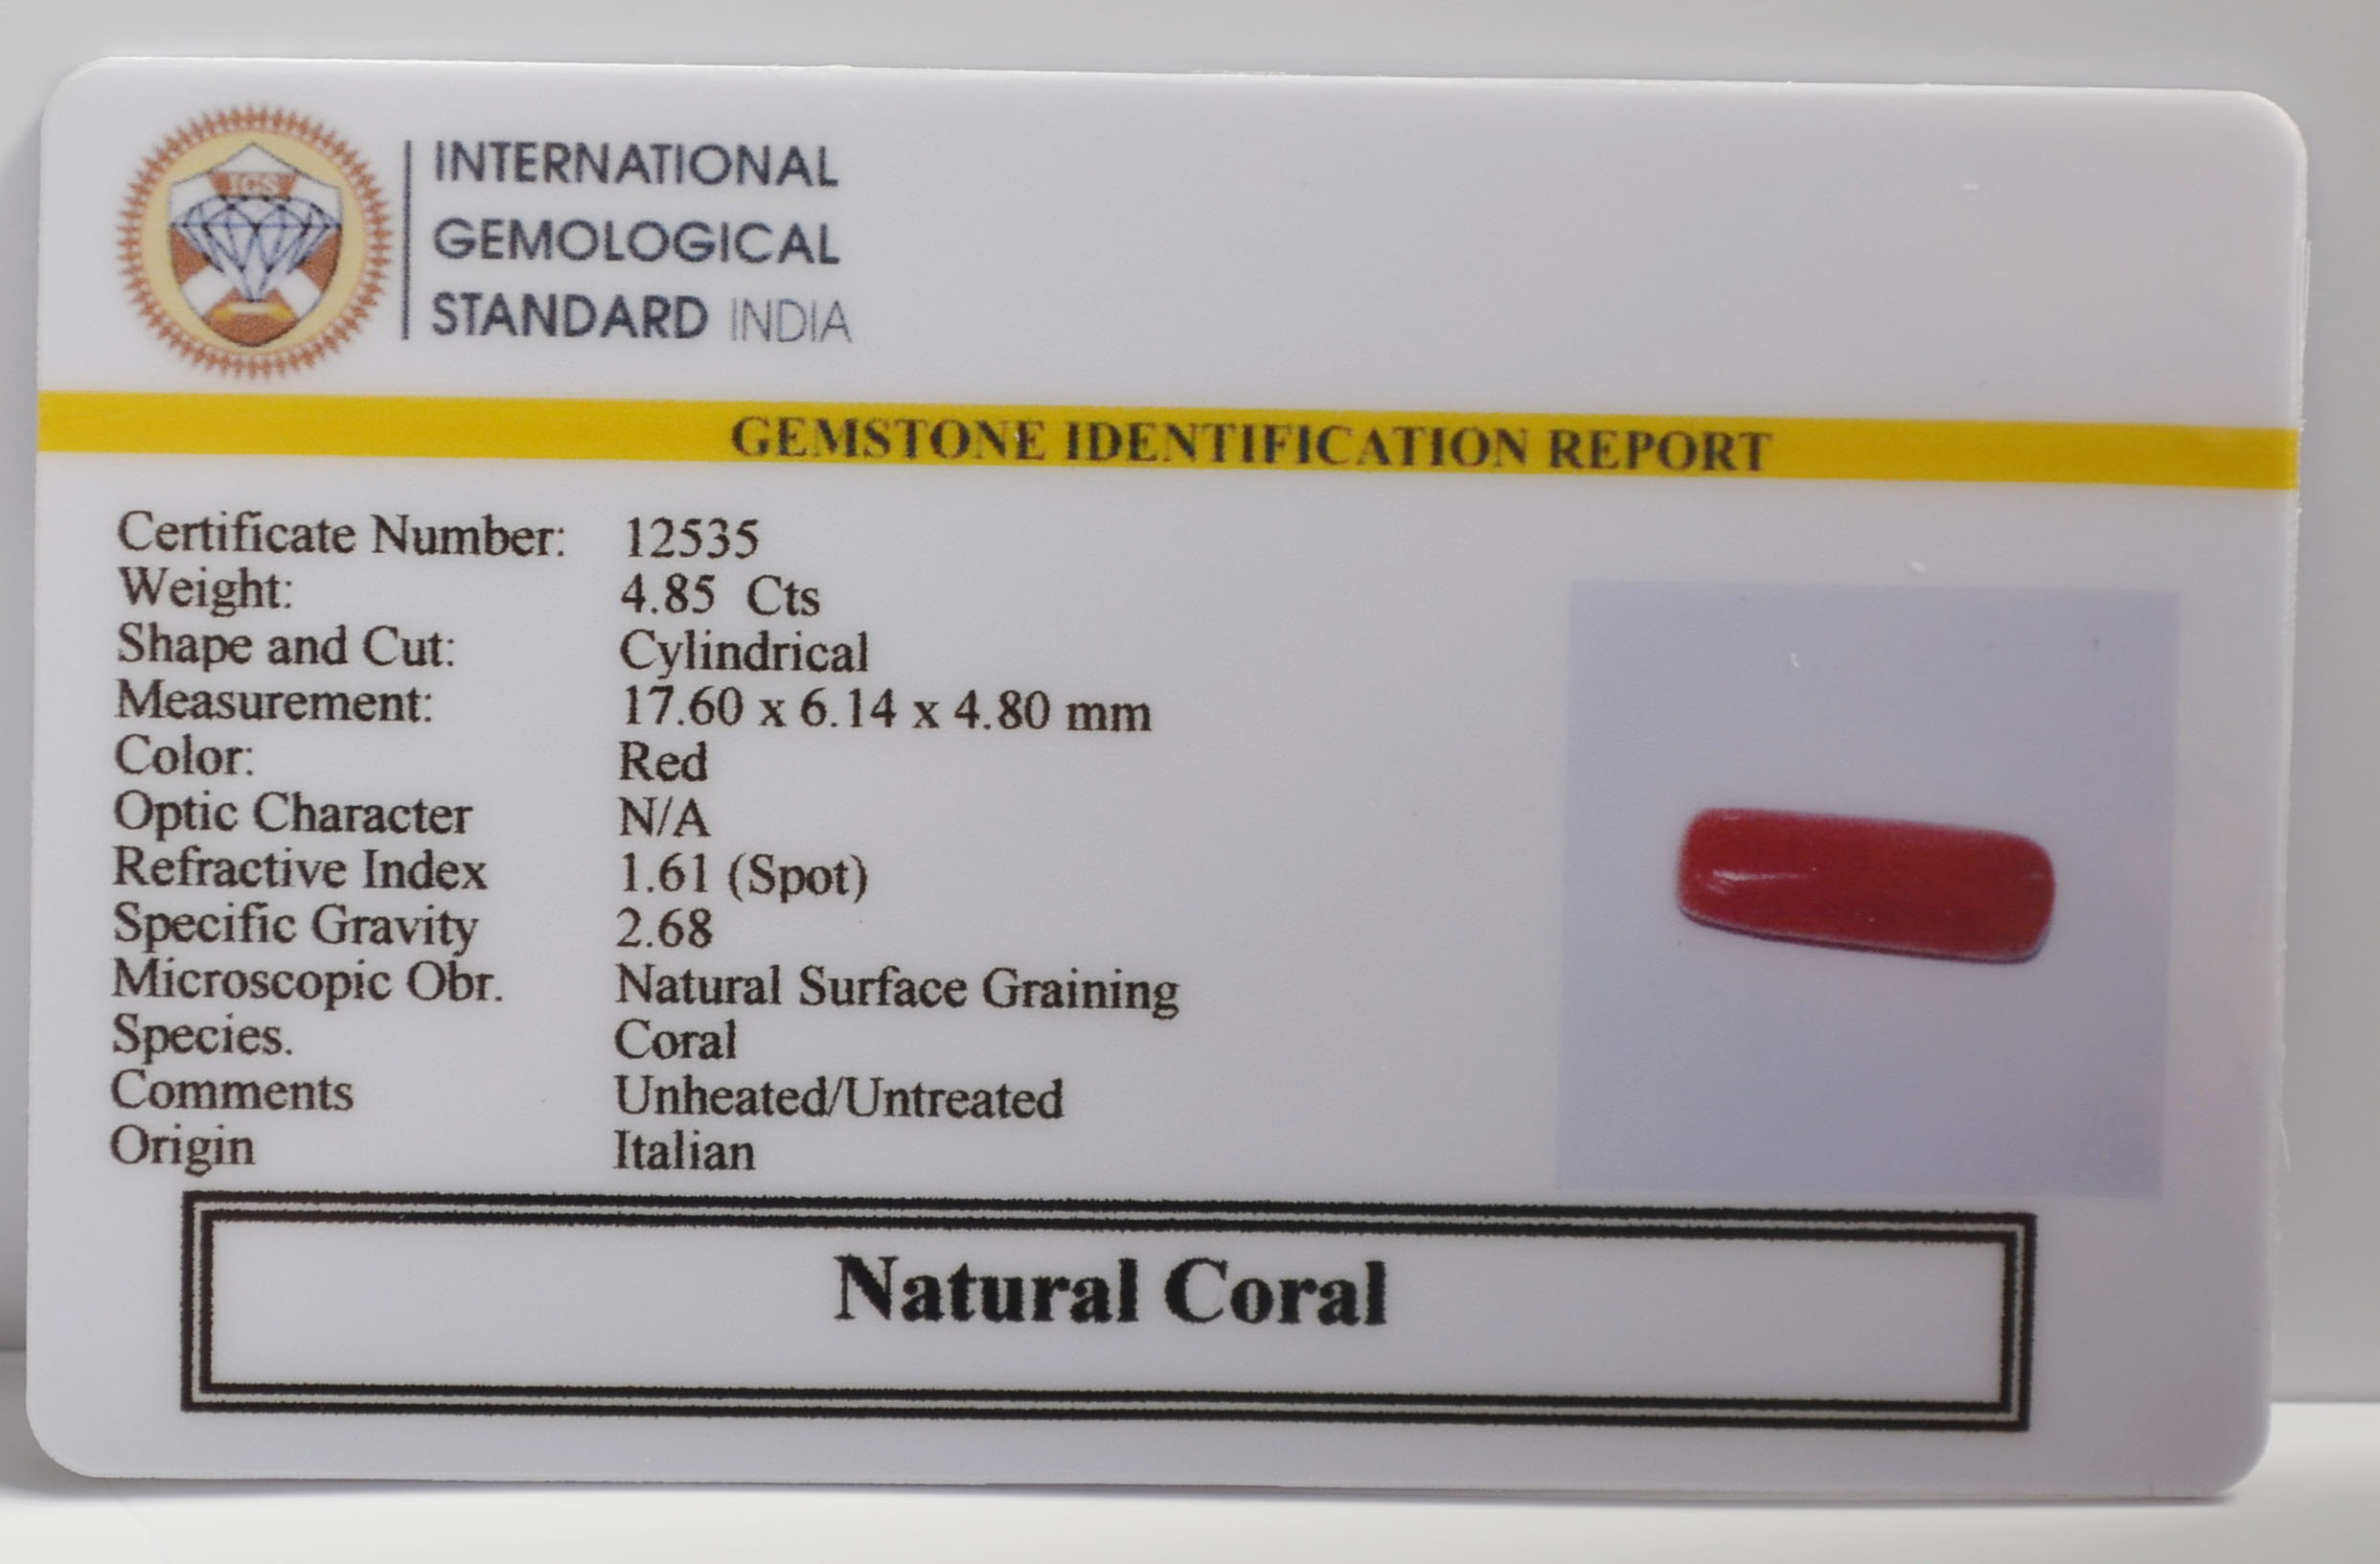 IGS
INTERNATIONAL
GEMOLOGICAL
STANDARD INDIA
GEMSTONE IDENTIFICATION REPORT
Certificate Number: 12535
Weight: 4.85 Cts
Shape and Cut: Cylindrical
Measurement: 17.60 x 6.14 x 4.80 mm
Color: Red
Optic Character N/A
Refractive Index 1.61 (Spot)
Specific Gravity 2.68
Microscopic Obr. Natural Surface Graining
Species. Coral
Comments Unheated/Untreated
Origin Italian
Natural Coral